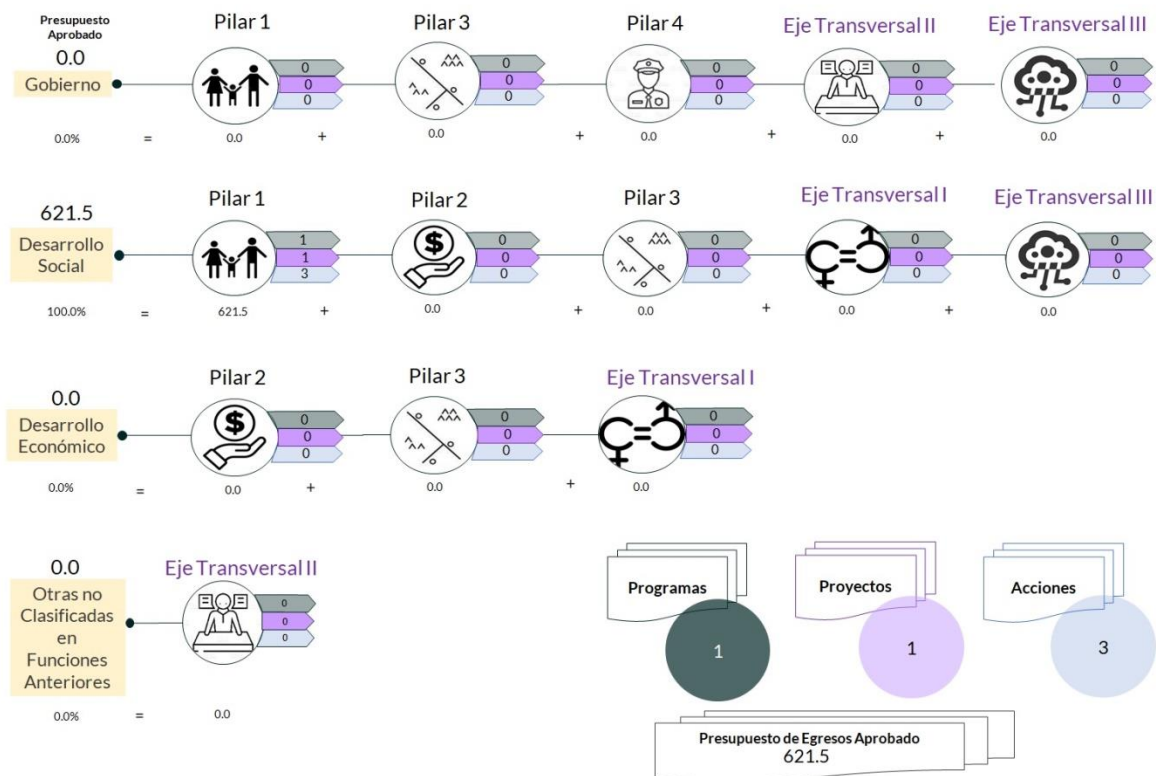 Presupuesto
Aprobado
0.0
Gobierno
Pilar 1
0
0
0
Pilar 3
0
0
0
Pilar 4
0
0
0
Eje Transversal II
0
0
0
Eje Transversal III
0
0
0
0.0% = 0.0 + 0.0 + 0.0 + 0.0 + 0.0
621.5
Desarrollo
Social
Pilar 1
1
1
3
Pilar 2
$
0
0
0
Pilar 3
0
0
0
Eje Transversal I
0
0
0
Eje Transversal III
0
0
0
100.0% = 621.5 + 0.0 + 0.0 + 0.0 + 0.0
0.0
Desarrollo
Económico
Pilar 2
$
0
0
0
Pilar 3
0
0
0
Eje Transversal I
0
0
0
0.0% = 0.0 + 0.0 + 0.0
0.0
Otras no
Clasificadas
en
Funciones
Anteriores
Eje Transversal II
0
0
0
0.0% = 0.0
Programas
1
Proyectos
1
Acciones
3
Presupuesto de Egresos Aprobado
621.5